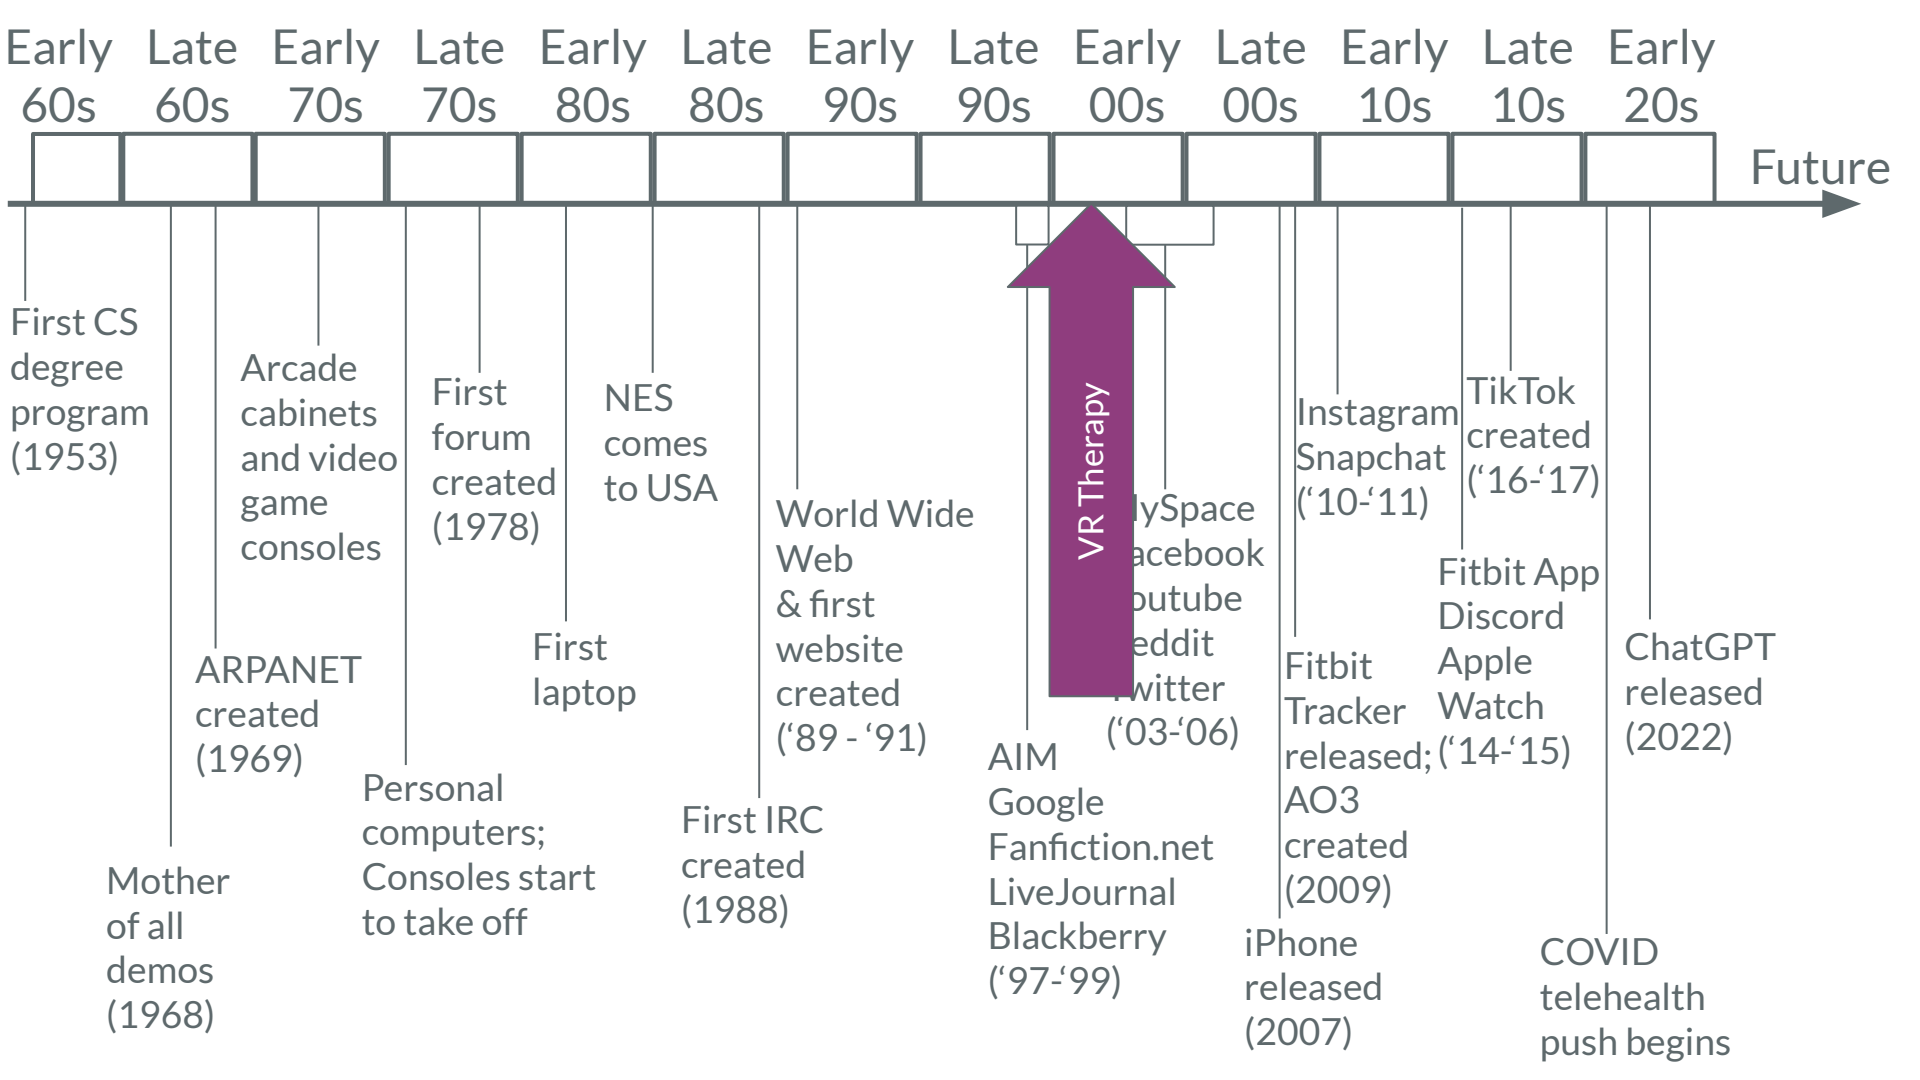 Early Late Early Late Early Late Early Late Early Late Early Late Early
60s 60s 70s 70s 80s 80s 90s 90s 00s 00s 10s 10s 20s
Future
First CS
degree
program
(1953)
Mother
of all
demos
(1968)
ARPANET
created
(1969)
Arcade
cabinets
and video
game
consoles
Personal
computers;
Consoles start
to take off
First
forum
created
(1978)
First
laptop
NES
comes
to USA
First IRC
created
(1988)
World Wide
Web
& first
website
created
(‘89 - ‘91)
AIM
Google
Fanfiction.net
LiveJournal
Blackberry
(‘97-‘99)
VR Therapy
ySpace
acebook
outube
eddit
witter
(‘03-‘06)
iPhone
released
(2007)
Fitbit
Tracker
released;
AO3
created
(2009)
Instagram
Snapchat
(‘10-‘11)
Fitbit App
Discord
Apple
Watch
(‘14-‘15)
TikTok
created
(‘16-‘17)
COVID
telehealth
push begins
ChatGPT
released
(2022)